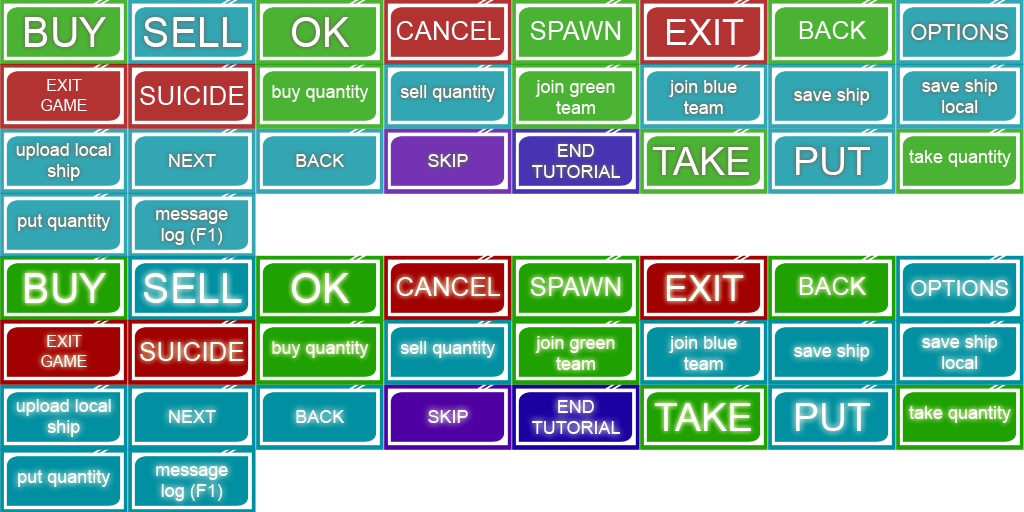 BUY
SELL
OK
CANCEL
SPAWN
EXIT
BACK
OPTIONS
EXIT
GAME
SUICIDE
buy quantity
sell quantity
join green
team
join blue
team
save ship
save ship
local
upload local
ship
NEXT
BACK
SKIP
END
TUTORIAL
TAKE
PUT
take quantity
put quantity
message
log (F1)
BUY
SELL
OK
CANCEL
SPAWN
EXIT
BACK
OPTIONS
EXIT
GAME
SUICIDE
buy quantity
sell quantity
join green
team
join blue
team
save ship
save ship
local
upload local
ship
NEXT
BACK
SKIP
END
TUTORIAL
TAKE
PUT
take quantity
put quantity
message
log (F1)